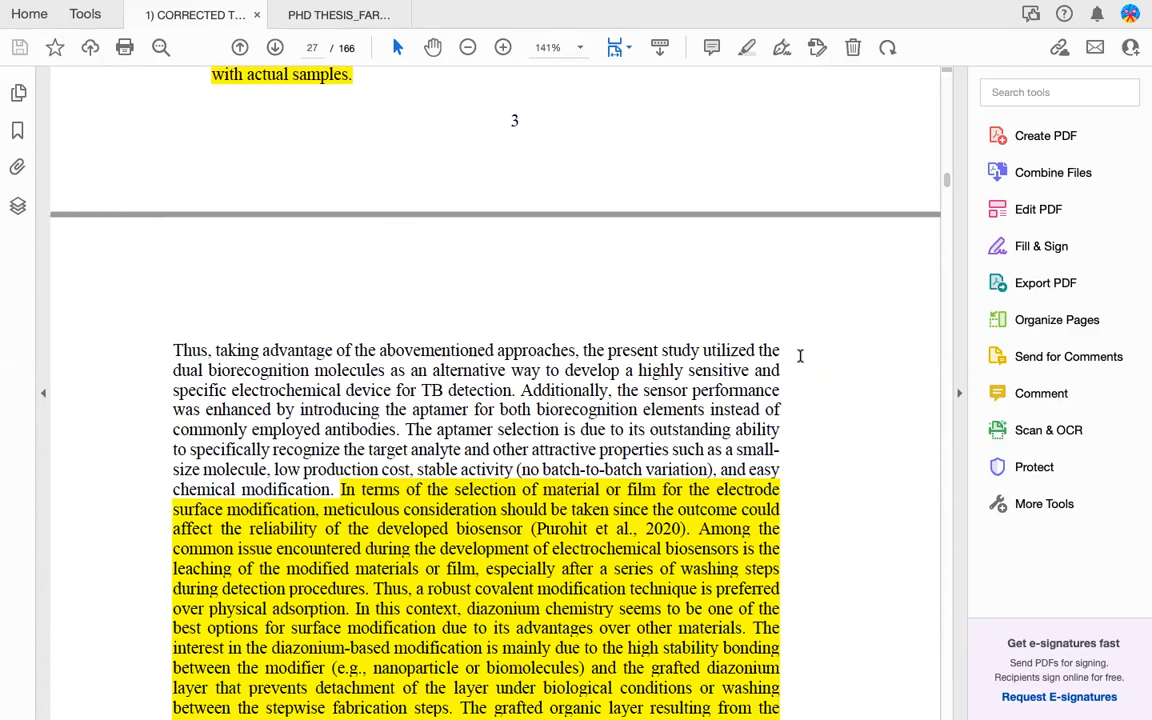 Home
Tools
1) CORRECTED T...
×
PHD THESIS_FAR...
27 / 166
141%
with actual samples.
3
Thus, taking advantage of the abovementioned approaches, the present study utilized the
dual biorecognition molecules as an alternative way to develop a highly sensitive and
specific electrochemical device for TB detection. Additionally, the sensor performance
was enhanced by introducing the aptamer for both biorecognition elements instead of
commonly employed antibodies. The aptamer selection is due to its outstanding ability
to specifically recognize the target analyte and other attractive properties such as a small-
size molecule, low production cost, stable activity (no batch-to-batch variation), and easy
chemical modification. In terms of the selection of material or film for the electrode
surface modification, meticulous consideration should be taken since the outcome could
affect the reliability of the developed biosensor (Purohit et al., 2020). Among the
common issue encountered during the development of electrochemical biosensors is the
leaching of the modified materials or film, especially after a series of washing steps
during detection procedures. Thus, a robust covalent modification technique is preferred
over physical adsorption. In this context, diazonium chemistry seems to be one of the
best options for surface modification due to its advantages over other materials. The
interest in the diazonium-based modification is mainly due to the high stability bonding
between the modifier (e.g., nanoparticle or biomolecules) and the grafted diazonium
layer that prevents detachment of the layer under biological conditions or washing
between the stepwise fabrication steps. The grafted organic layer resulting from the
Search tools
Create PDF
Combine Files
Edit PDF
Fill & Sign
Export PDF
Organize Pages
Send for Comments
Comment
Scan & OCR
Protect
More Tools
Get e-signatures fast
Send PDFs for signing.
Recipients sign online for free.
Request E-signatures